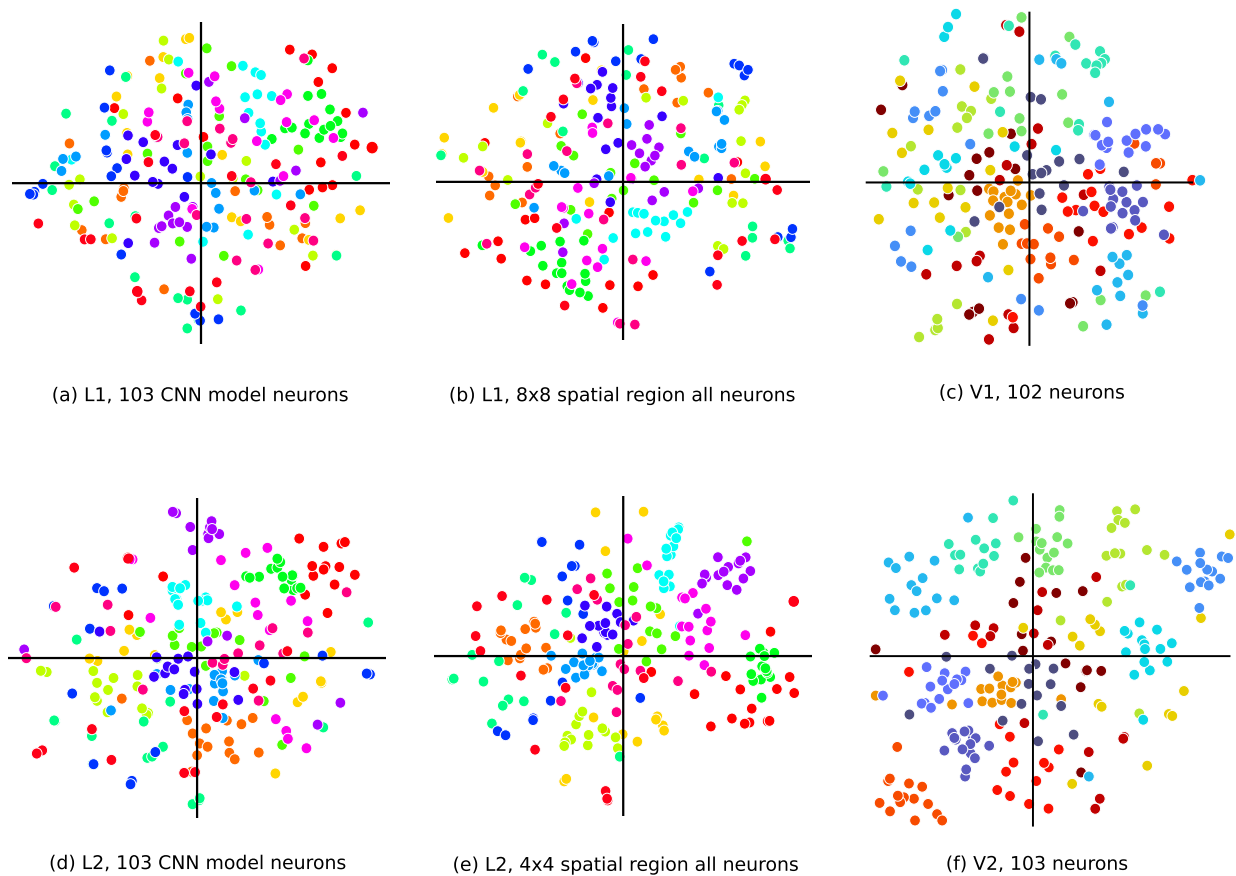 (a) L1, 103 CNN model neurons
(b) L1, 8x8 spatial region all neurons
(c) V1, 102 neurons
(d) L2, 103 CNN model neurons
(e) L2, 4x4 spatial region all neurons
(f) V2, 103 neurons